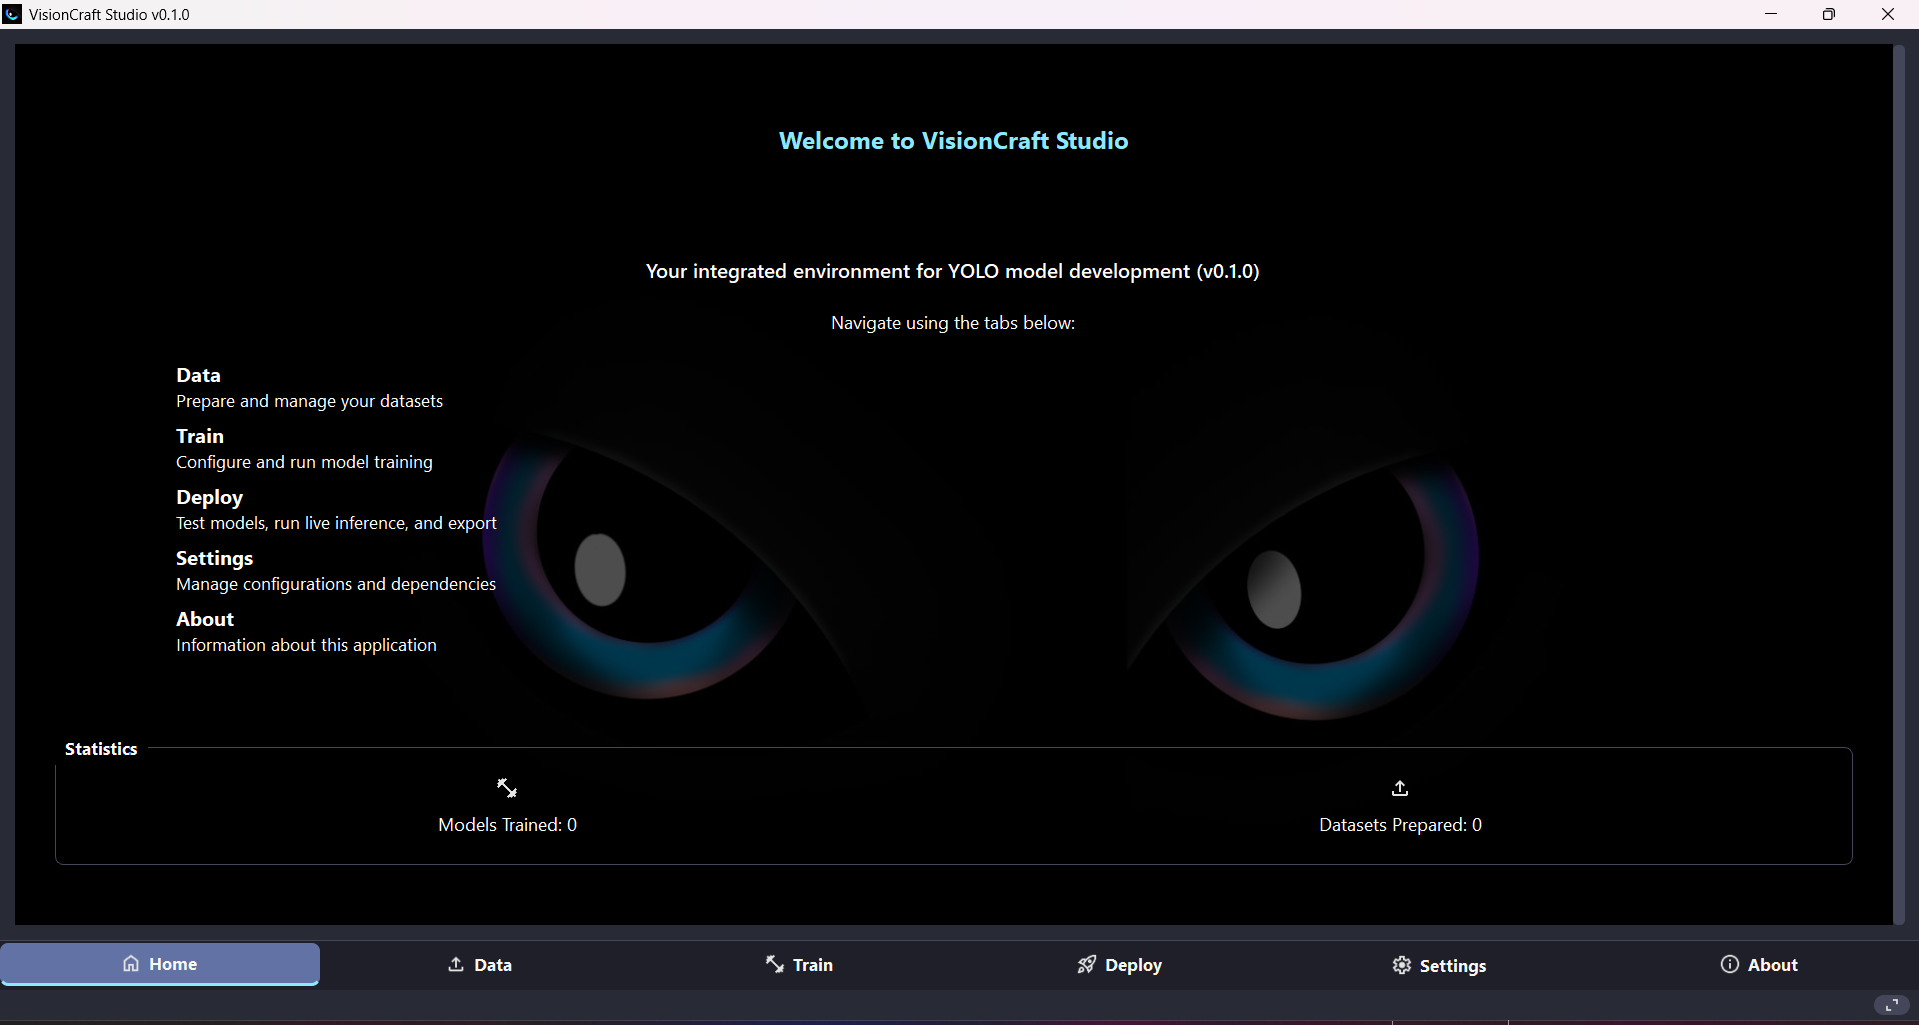 VisionCraft Studio v0.1.0
Welcome to VisionCraft Studio
Your integrated environment for YOLO model development (v0.1.0)
Navigate using the tabs below:
Data
Prepare and manage your datasets
Train
Configure and run model training
Deploy
Test models, run live inference, and export
Settings
Manage configurations and dependencies
About
Information about this application
Statistics
Models Trained: 0
Datasets Prepared: 0
Home
Data
Train
Deploy
Settings
About